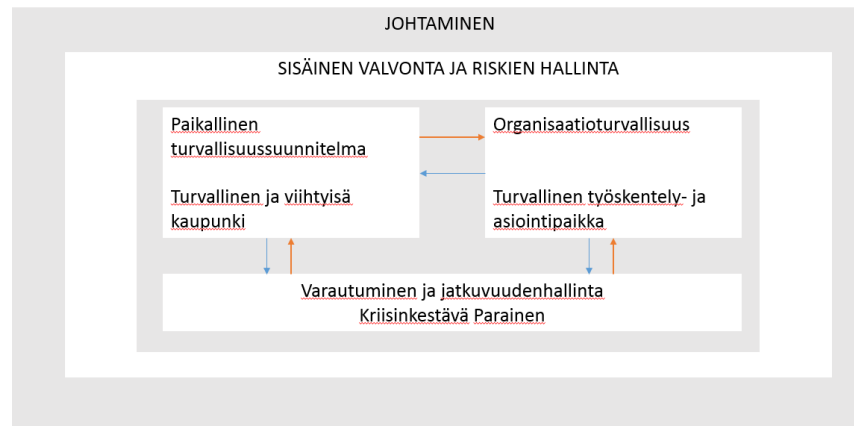 JOHTAMINEN
SISÄINEN VALVONTA JA RISKIEN HALLINTA
Paikallinen
turvallisuussuunnitelma
Turvallinen ja viihtyisä
kaupunki
Organisaatioturvallisuus
Turvallinen työskentely- ja
asiointipaikka
Varautuminen ja jatkuvuudenhallinta
Kriisinkestävä Parainen